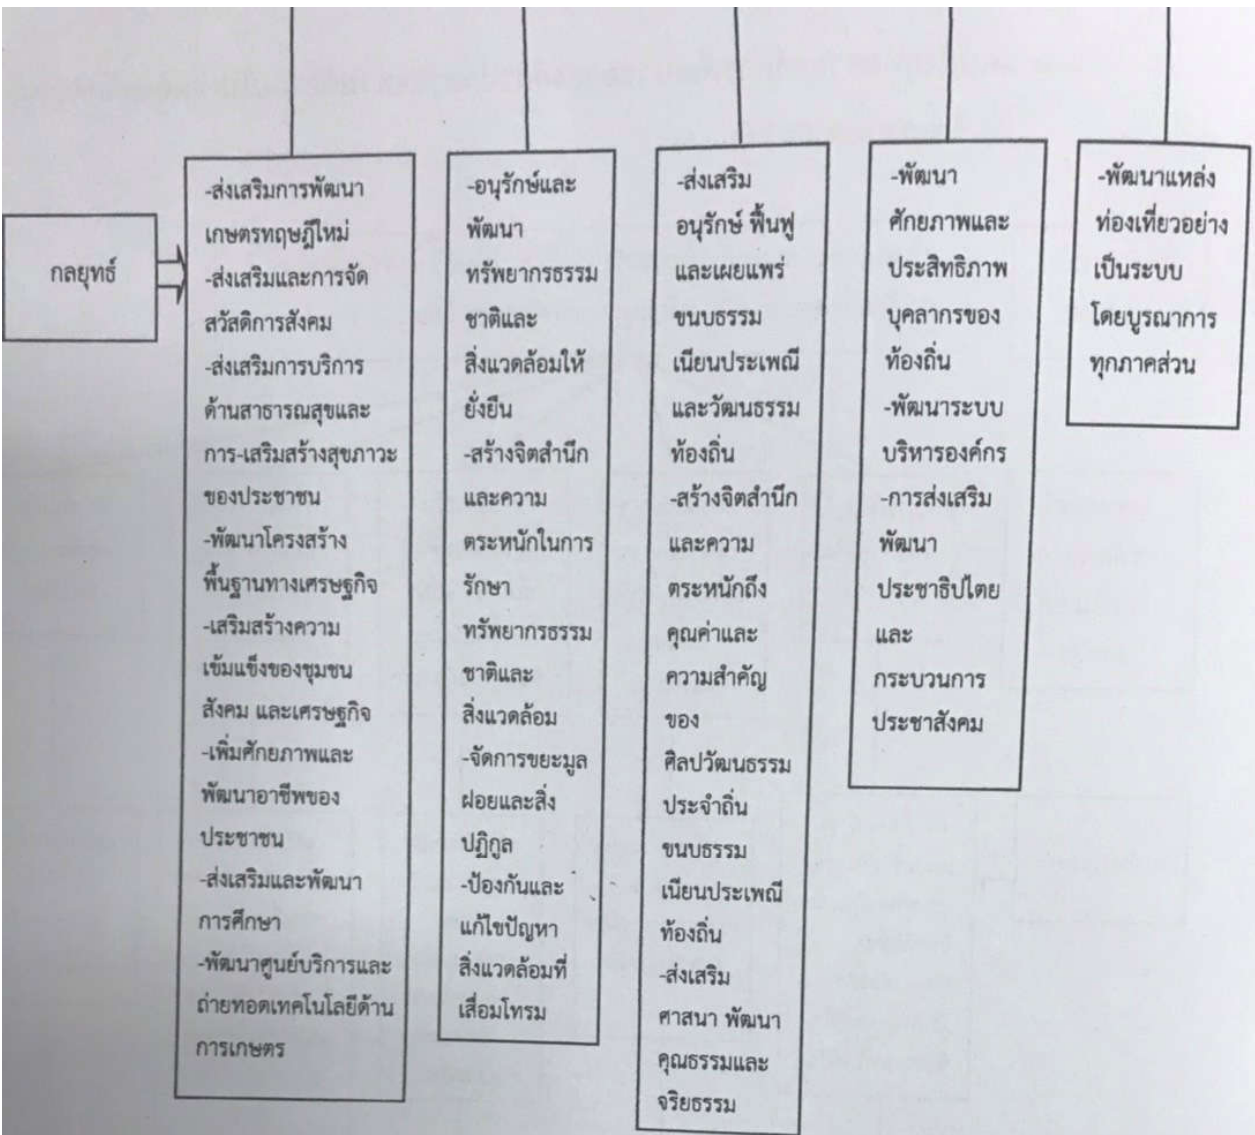 กลยุทธ์
-ส่งเสริมการพัฒนา
เกษตรทฤษฎีใหม่
-ส่งเสริมและการจัด
สวัสดิการสังคม
-ส่งเสริมการบริการ
ด้านสาธารณสุขและ
การ-เสริมสร้างสุขภาวะ
ของประชาชน
-พัฒนาโครงสร้าง
พื้นฐานทางเศรษฐกิจ
-เสริมสร้างความ
เข้มแข็งของชุมชน
สังคม และเศรษฐกิจ
-เพิ่มศักยภาพและ
พัฒนาอาชีพของ
ประชาชน
-ส่งเสริมและพัฒนา
การศึกษา
-พัฒนาศูนย์บริการและ
ถ่ายทอดเทคโนโลยีด้าน
การเกษตร
-อนุรักษ์และ
พัฒนา
ทรัพยากรธรรม
ชาติและ
สิ่งแวดล้อมให้
ยั่งยืน
-สร้างจิตสำนึก
และความ
ตระหนักในการ
รักษา
ทรัพยากรธรรม
ชาติและ
สิ่งแวดล้อม
-จัดการขยะมูล
ฝอยและสิ่ง
ปฏิกูล
-ป้องกันและ
แก้ไขปัญหา
สิ่งแวดล้อมที่
เสื่อมโทรม
-ส่งเสริม
อนุรักษ์ ฟื้นฟู
และเผยแพร่
ขนบธรรม
เนียนประเพณี
และวัฒนธรรม
ท้องถิ่น
-สร้างจิตสำนึก
และความ
ตระหนักถึง
คุณค่าและ
ความสำคัญ
ของ
ศิลปวัฒนธรรม
ประจำถิ่น
ขนบธรรม
เนียนประเพณี
ท้องถิ่น
-ส่งเสริม
ศาสนา พัฒนา
คุณธรรมและ
จริยธรรม
-พัฒนา
ศักยภาพและ
ประสิทธิภาพ
บุคลากรของ
ท้องถิ่น
-พัฒนาระบบ
บริหารองค์กร
-การส่งเสริม
พัฒนา
ประชาธิปไตย
และ
กระบวนการ
ประชาสังคม
-พัฒนาแหล่ง
ท่องเที่ยวอย่าง
เป็นระบบ
โดยบูรณาการ
ทุกภาคส่วน